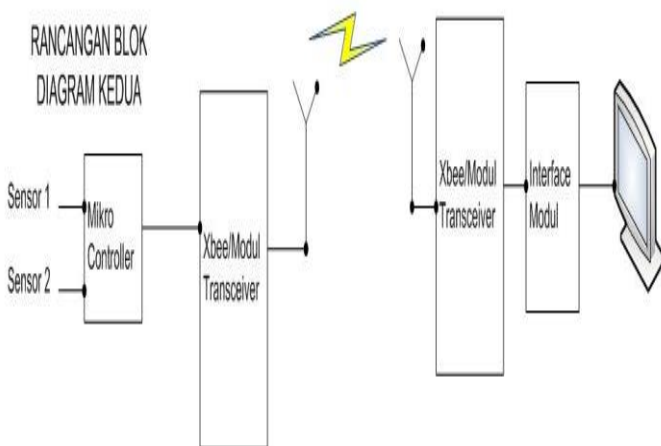 RANCANGAN BLOK
DIAGRAM KEDUA
Sensor 1
Sensor 2
Mikro
Controller
Xbee/Modul
Transceiver
Xbee/Modul
Transceiver
Interface
Modul